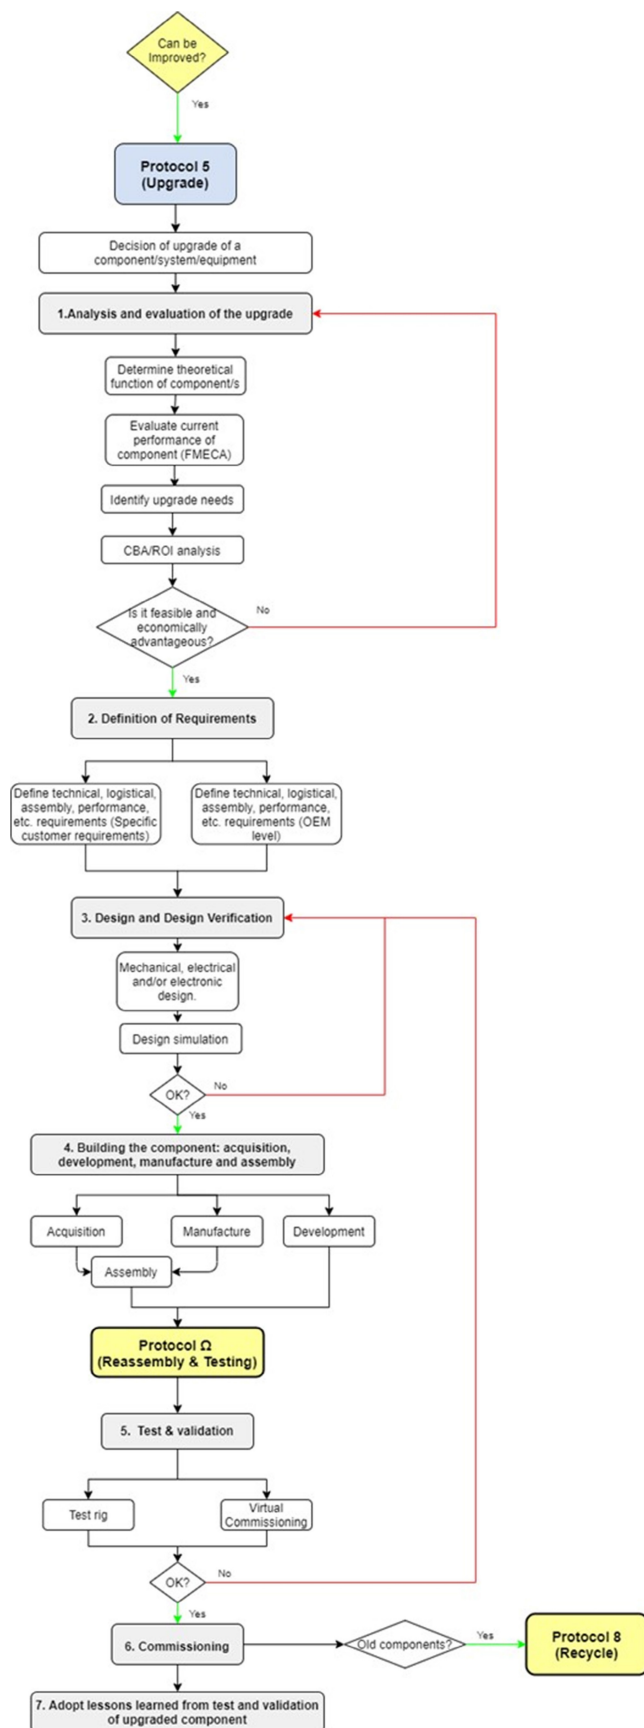 Can be
Improved?
Yes
Protocol 5
(Upgrade)
Decision of upgrade of a
component/system/equipment
1.Analysis and evaluation of the upgrade
Determine theoretical
function of component/s
Evaluate current
performance of
component (FMECA)
Identify upgrade needs
CBA/ROI analysis
Is it feasible and
economically
advantageous?
No
Yes
2. Definition of Requirements
Define technical, logistical,
assembly, performance,
etc. requirements (Specific
customer requirements)
Define technical, logistical,
assembly, performance,
etc. requirements (OEM
level)
3. Design and Design Verification
Mechanical, electrical
and/or electronic
design.
Design simulation
OK?
No
Yes
4. Building the component: acquisition,
development, manufacture and assembly
Acquisition
Manufacture
Development
Assembly
Protocol Ω
(Reassembly & Testing)
5. Test & validation
Test rig
Virtual
Commissioning
OK?
No
Yes
6. Commissioning
Old components?
Yes
Protocol 8
(Recycle)
7. Adopt lessons learned from test and validation
of upgraded component